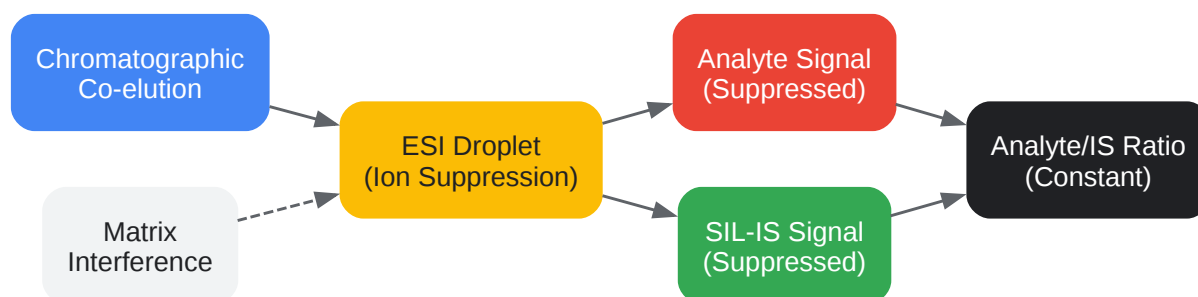 Chromatographic
Co-elution
Matrix
Interference
ESI Droplet
(Ion Suppression)
Analyte Signal
(Suppressed)
SIL-IS Signal
(Suppressed)
Analyte/IS Ratio
(Constant)